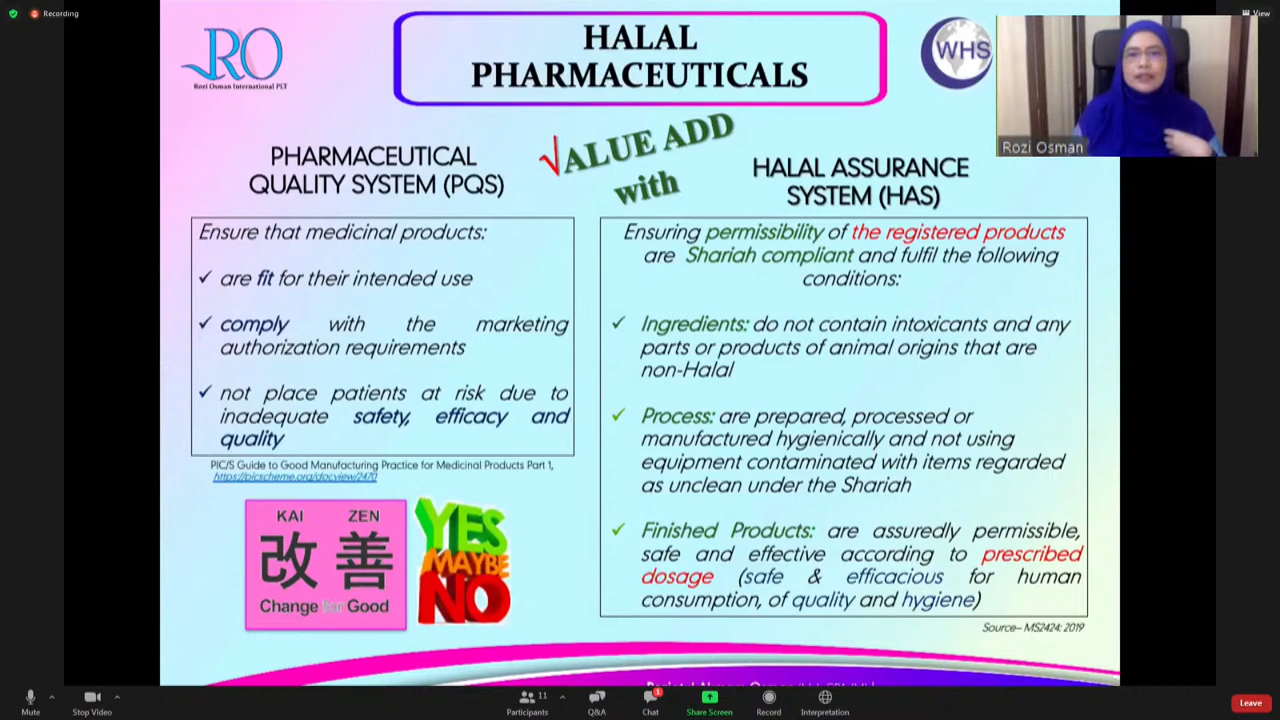 Recording
View
RO
Rozi Osman International PLT
HALAL
PHARMACEUTICALS
WHS
Rozi Osman
√ALUE ADD
with
PHARMACEUTICAL
QUALITY SYSTEM (PQS)
Ensure that medicinal products:
✓ are fit for their intended use
✓ comply with the marketing
authorization requirements
✓ not place patients at risk due to
inadequate safety, efficacy and
quality
PIC/S Guide to Good Manufacturing Practice for Medicinal Products Part 1,
https://picscheme.org/docview/2470
KAI ZEN
改善
Change for Good
YES
MAYBE
NO
HALAL ASSURANCE
SYSTEM (HAS)
Ensuring permissibility of the registered products
are Shariah compliant and fulfil the following
conditions:
✓ Ingredients: do not contain intoxicants and any
parts or products of animal origins that are
non-Halal
✓ Process: are prepared, processed or
manufactured hygienically and not using
equipment contaminated with items regarded
as unclean under the Shariah
✓ Finished Products: are assuredly permissible,
safe and effective according to prescribed
dosage (safe & efficacious for human
consumption, of quality and hygiene)
Source– MS2424: 2019
Mute
Stop Video
11
Participants
Q&A
1
Chat
Share Screen
Record
Interpretation
Leave